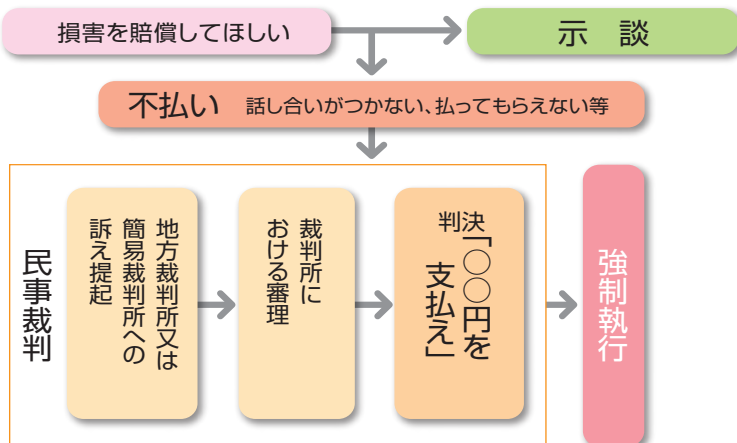 損害を賠償してほしい
示談
不払い 話し合いがつかない、払ってもらえない等
民事裁判
地方裁判所又は
簡易裁判所への
訴え提起
裁判所に
おける審理
判決「○○円を
支払え」
強制執行